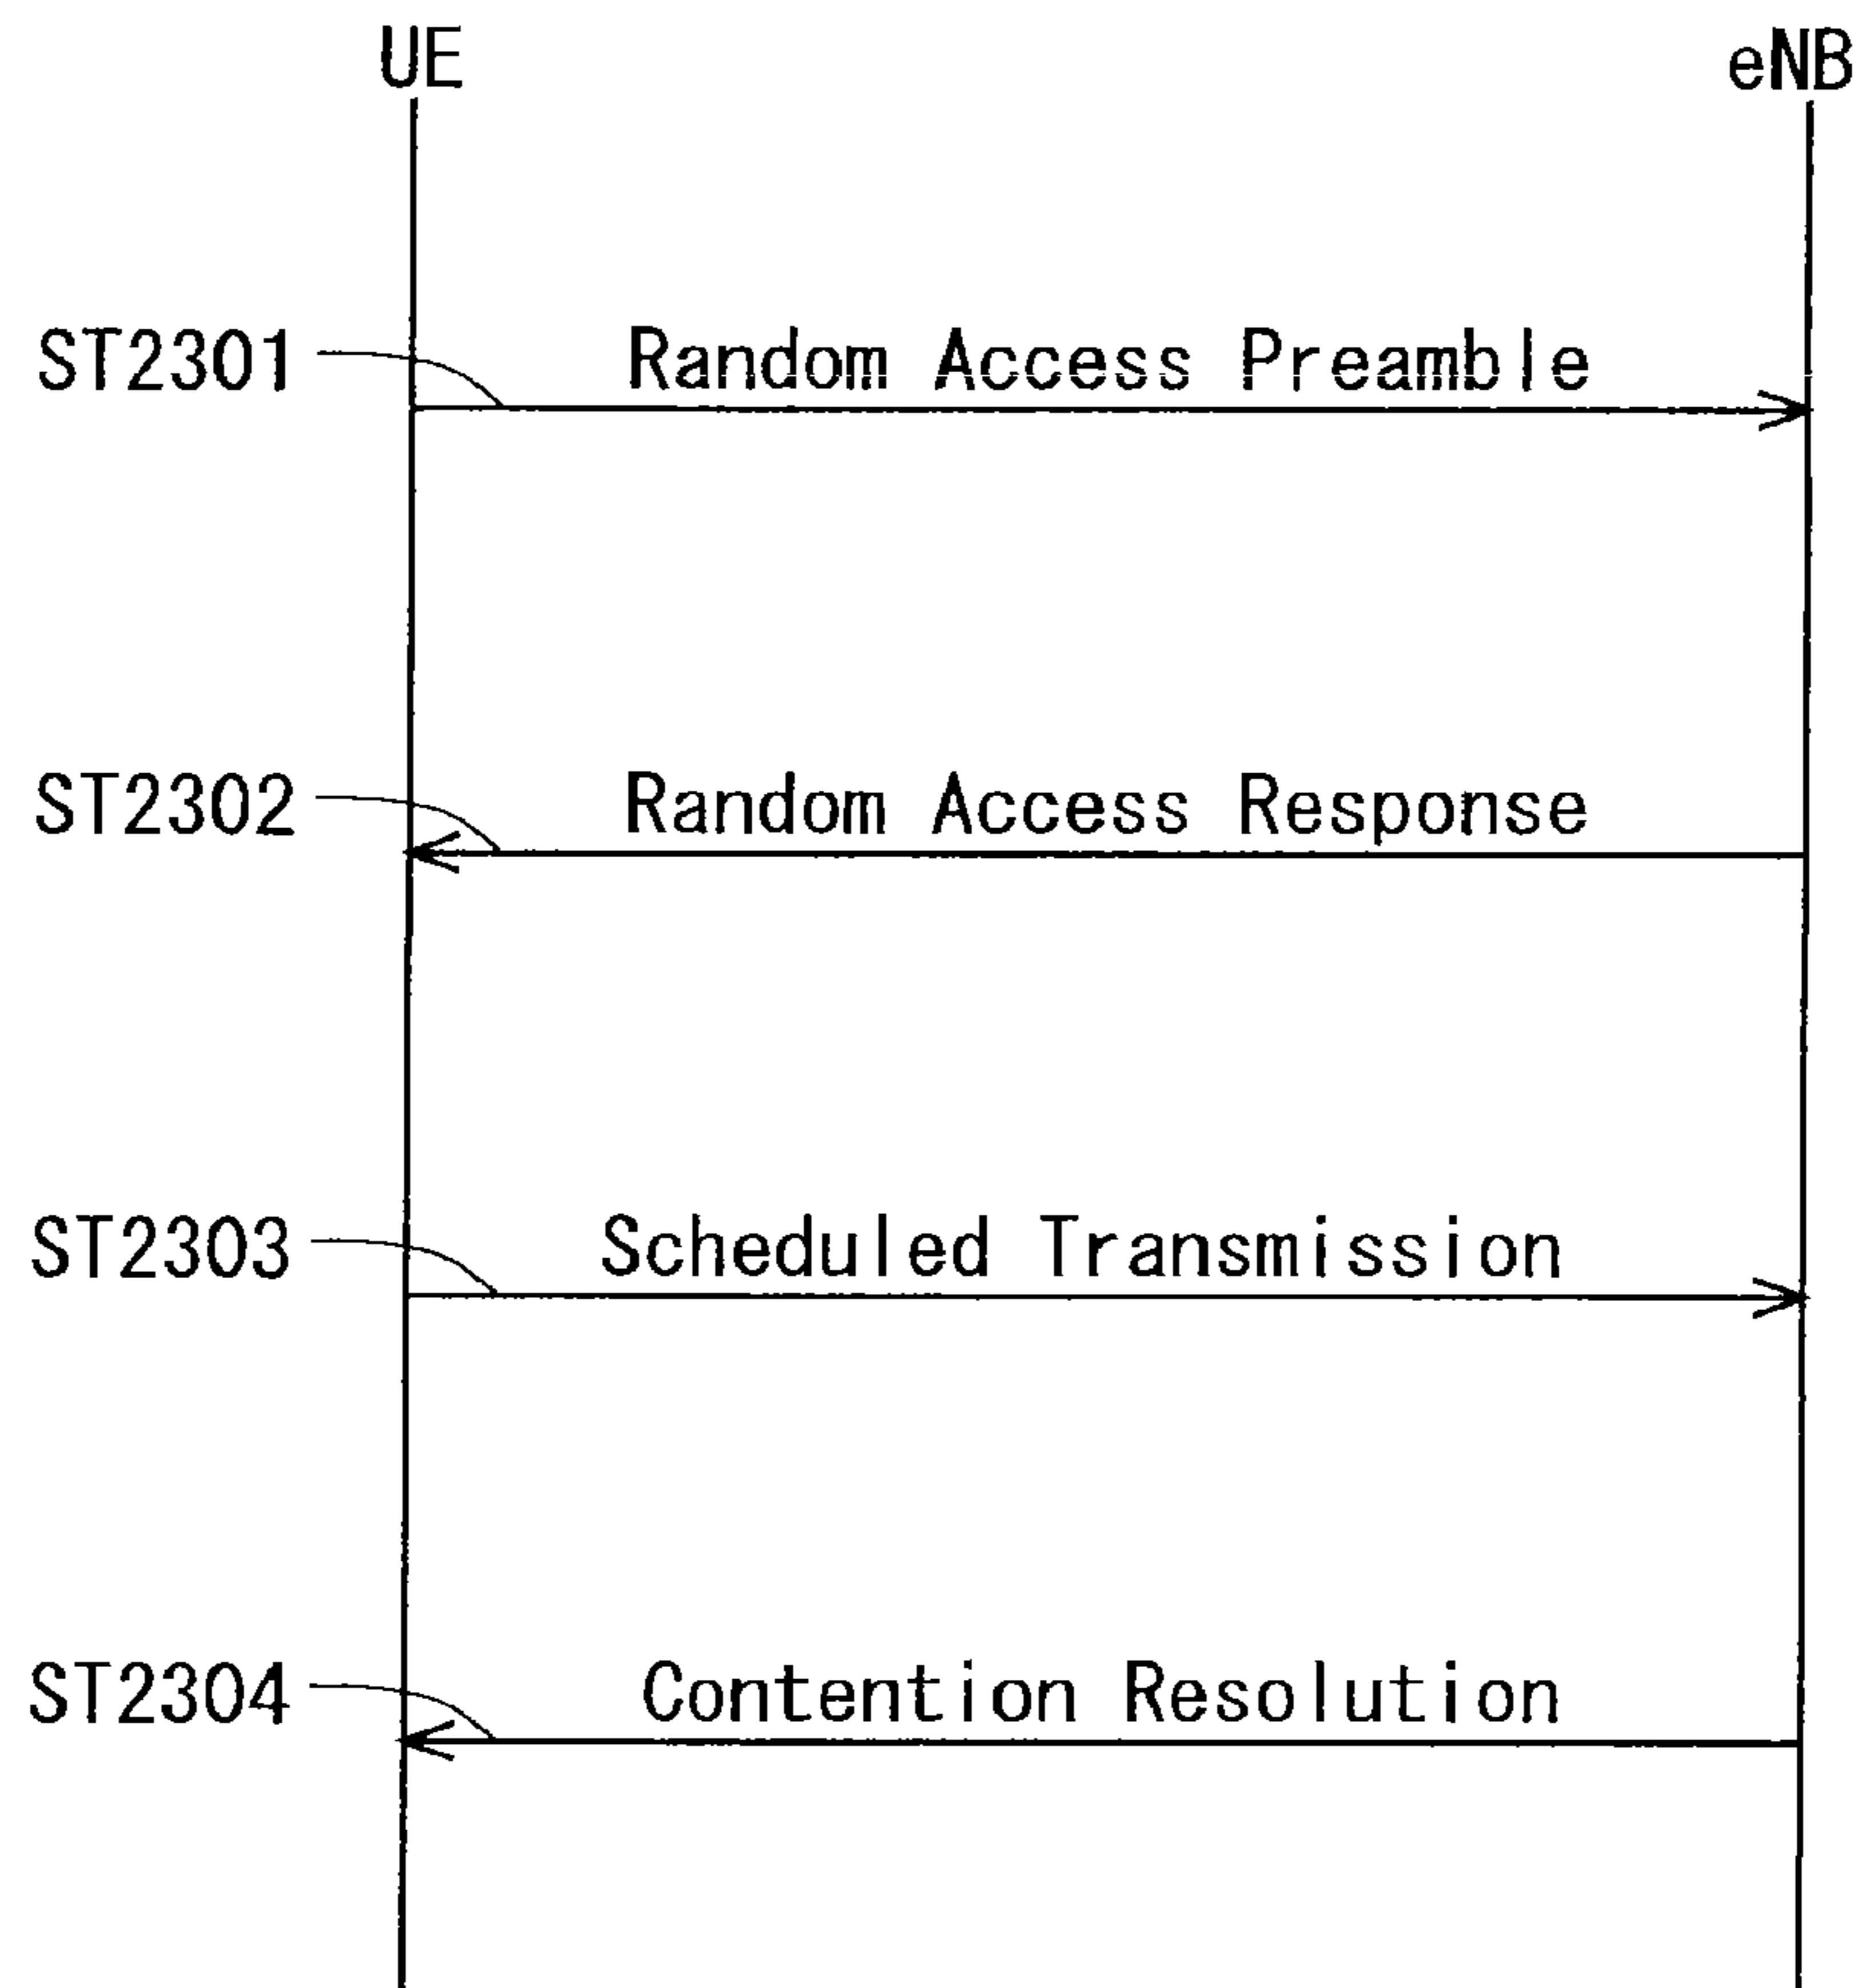 UE eNB
ST2301 Random Access Preamble
ST2302 Random Access Response
ST2303 Scheduled Transmission
ST2304 Contention Resolution